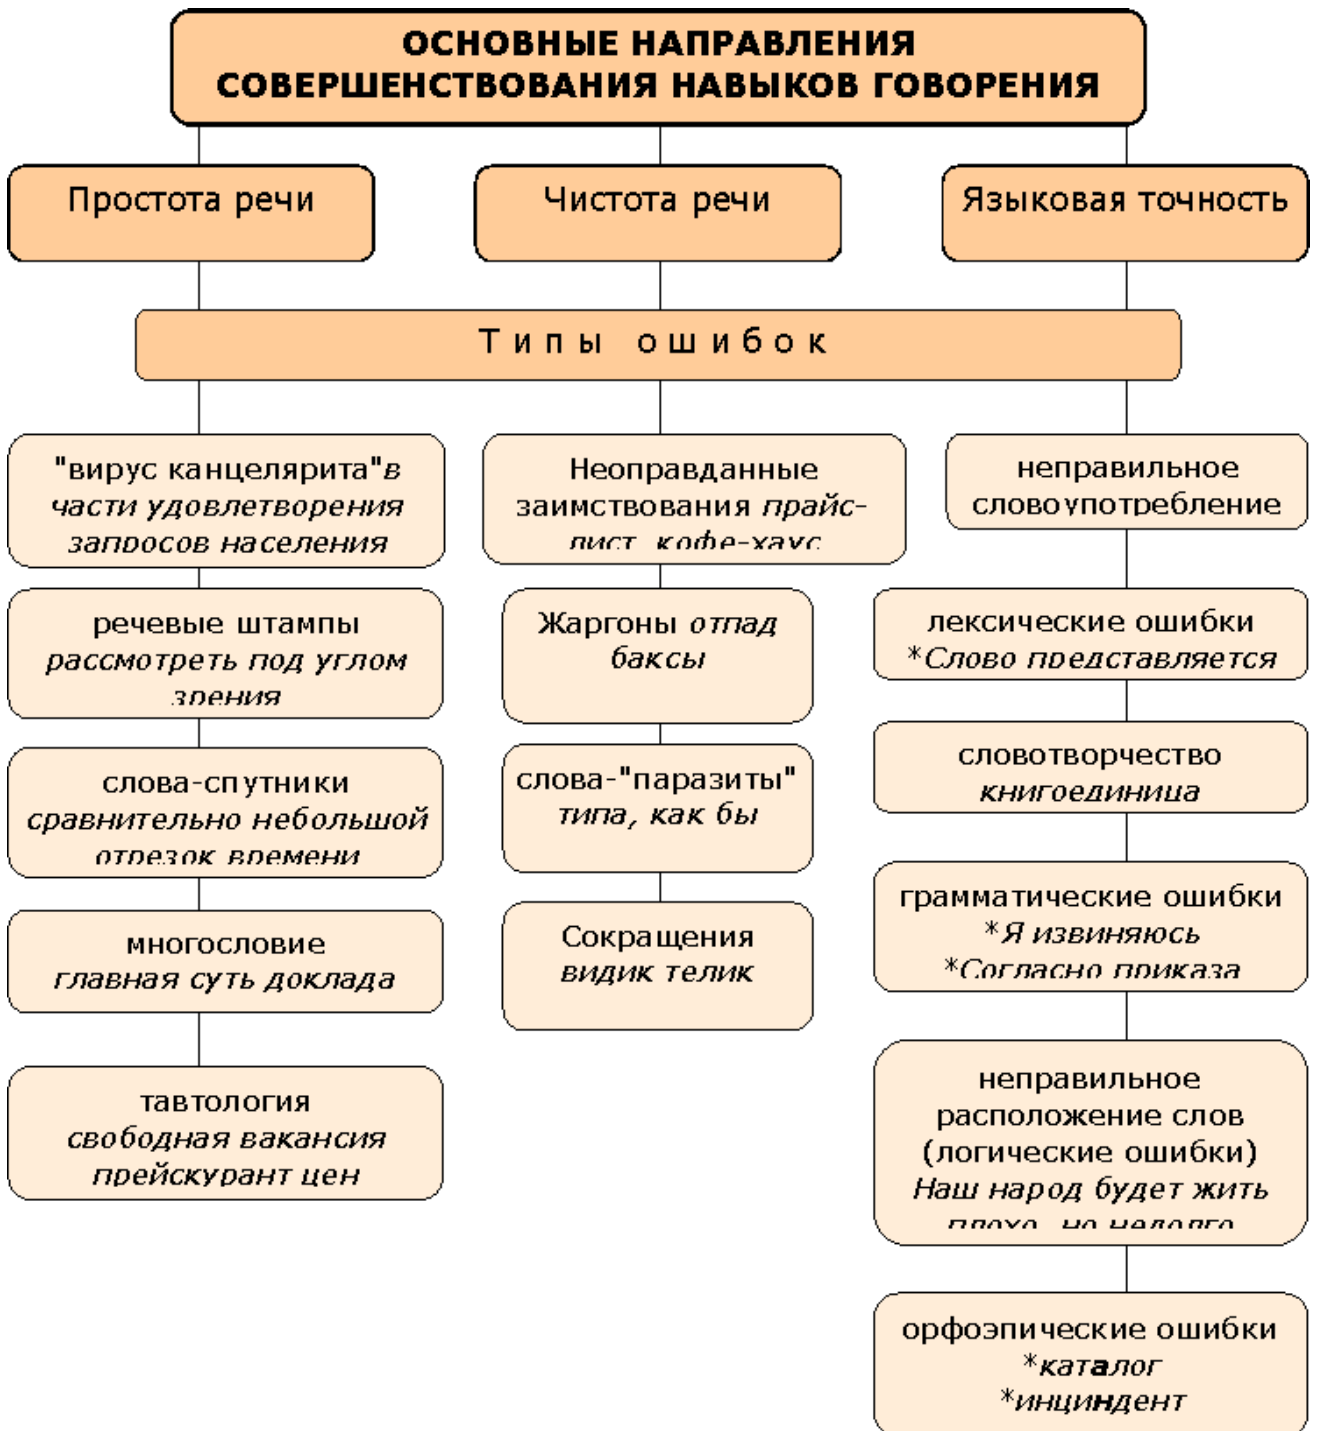 ОСНОВНЫЕ НАПРАВЛЕНИЯ
СОВЕРШЕНСТВОВАНИЯ НАВЫКОВ ГОВОРЕНИЯ
Простота речи
Чистота речи
Языковая точность
Типы ошибок
"вирус канцелярита"в
части удовлетворения
запросов населения
речевые штампы
рассмотреть под углом
зрения
слова-спутники
сравнительно небольшой
отрезок времени
многословие
главная суть доклада
тавтология
свободная вакансия
прейскурант цен
Неоправданные
заимствования прайс-
лист, кофе-хаус
Жаргоны отпад
баксы
слова-"паразиты"
типа, как бы
Сокращения
видик телик
неправильное
словоупотребление
лексические ошибки
*Слово представляется
словотворчество
книгоединица
грамматические ошибки
*Я извиняюсь
*Согласно приказа
неправильное
расположение слов
(логические ошибки)
Наш народ будет жить
плохо, но недолго
орфоэпические ошибки
*каталог
*инциндент